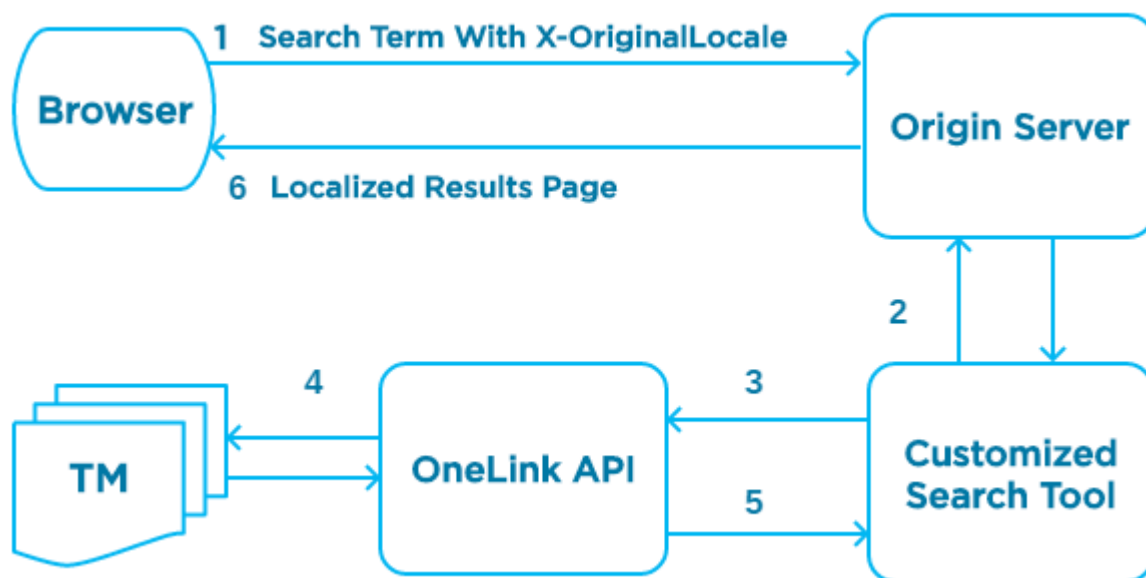 1 Search Term With X-OriginalLocale
Browser
Origin Server
6 Localized Results Page
2
4
3
TM
OneLink API
Customized
Search Tool
5